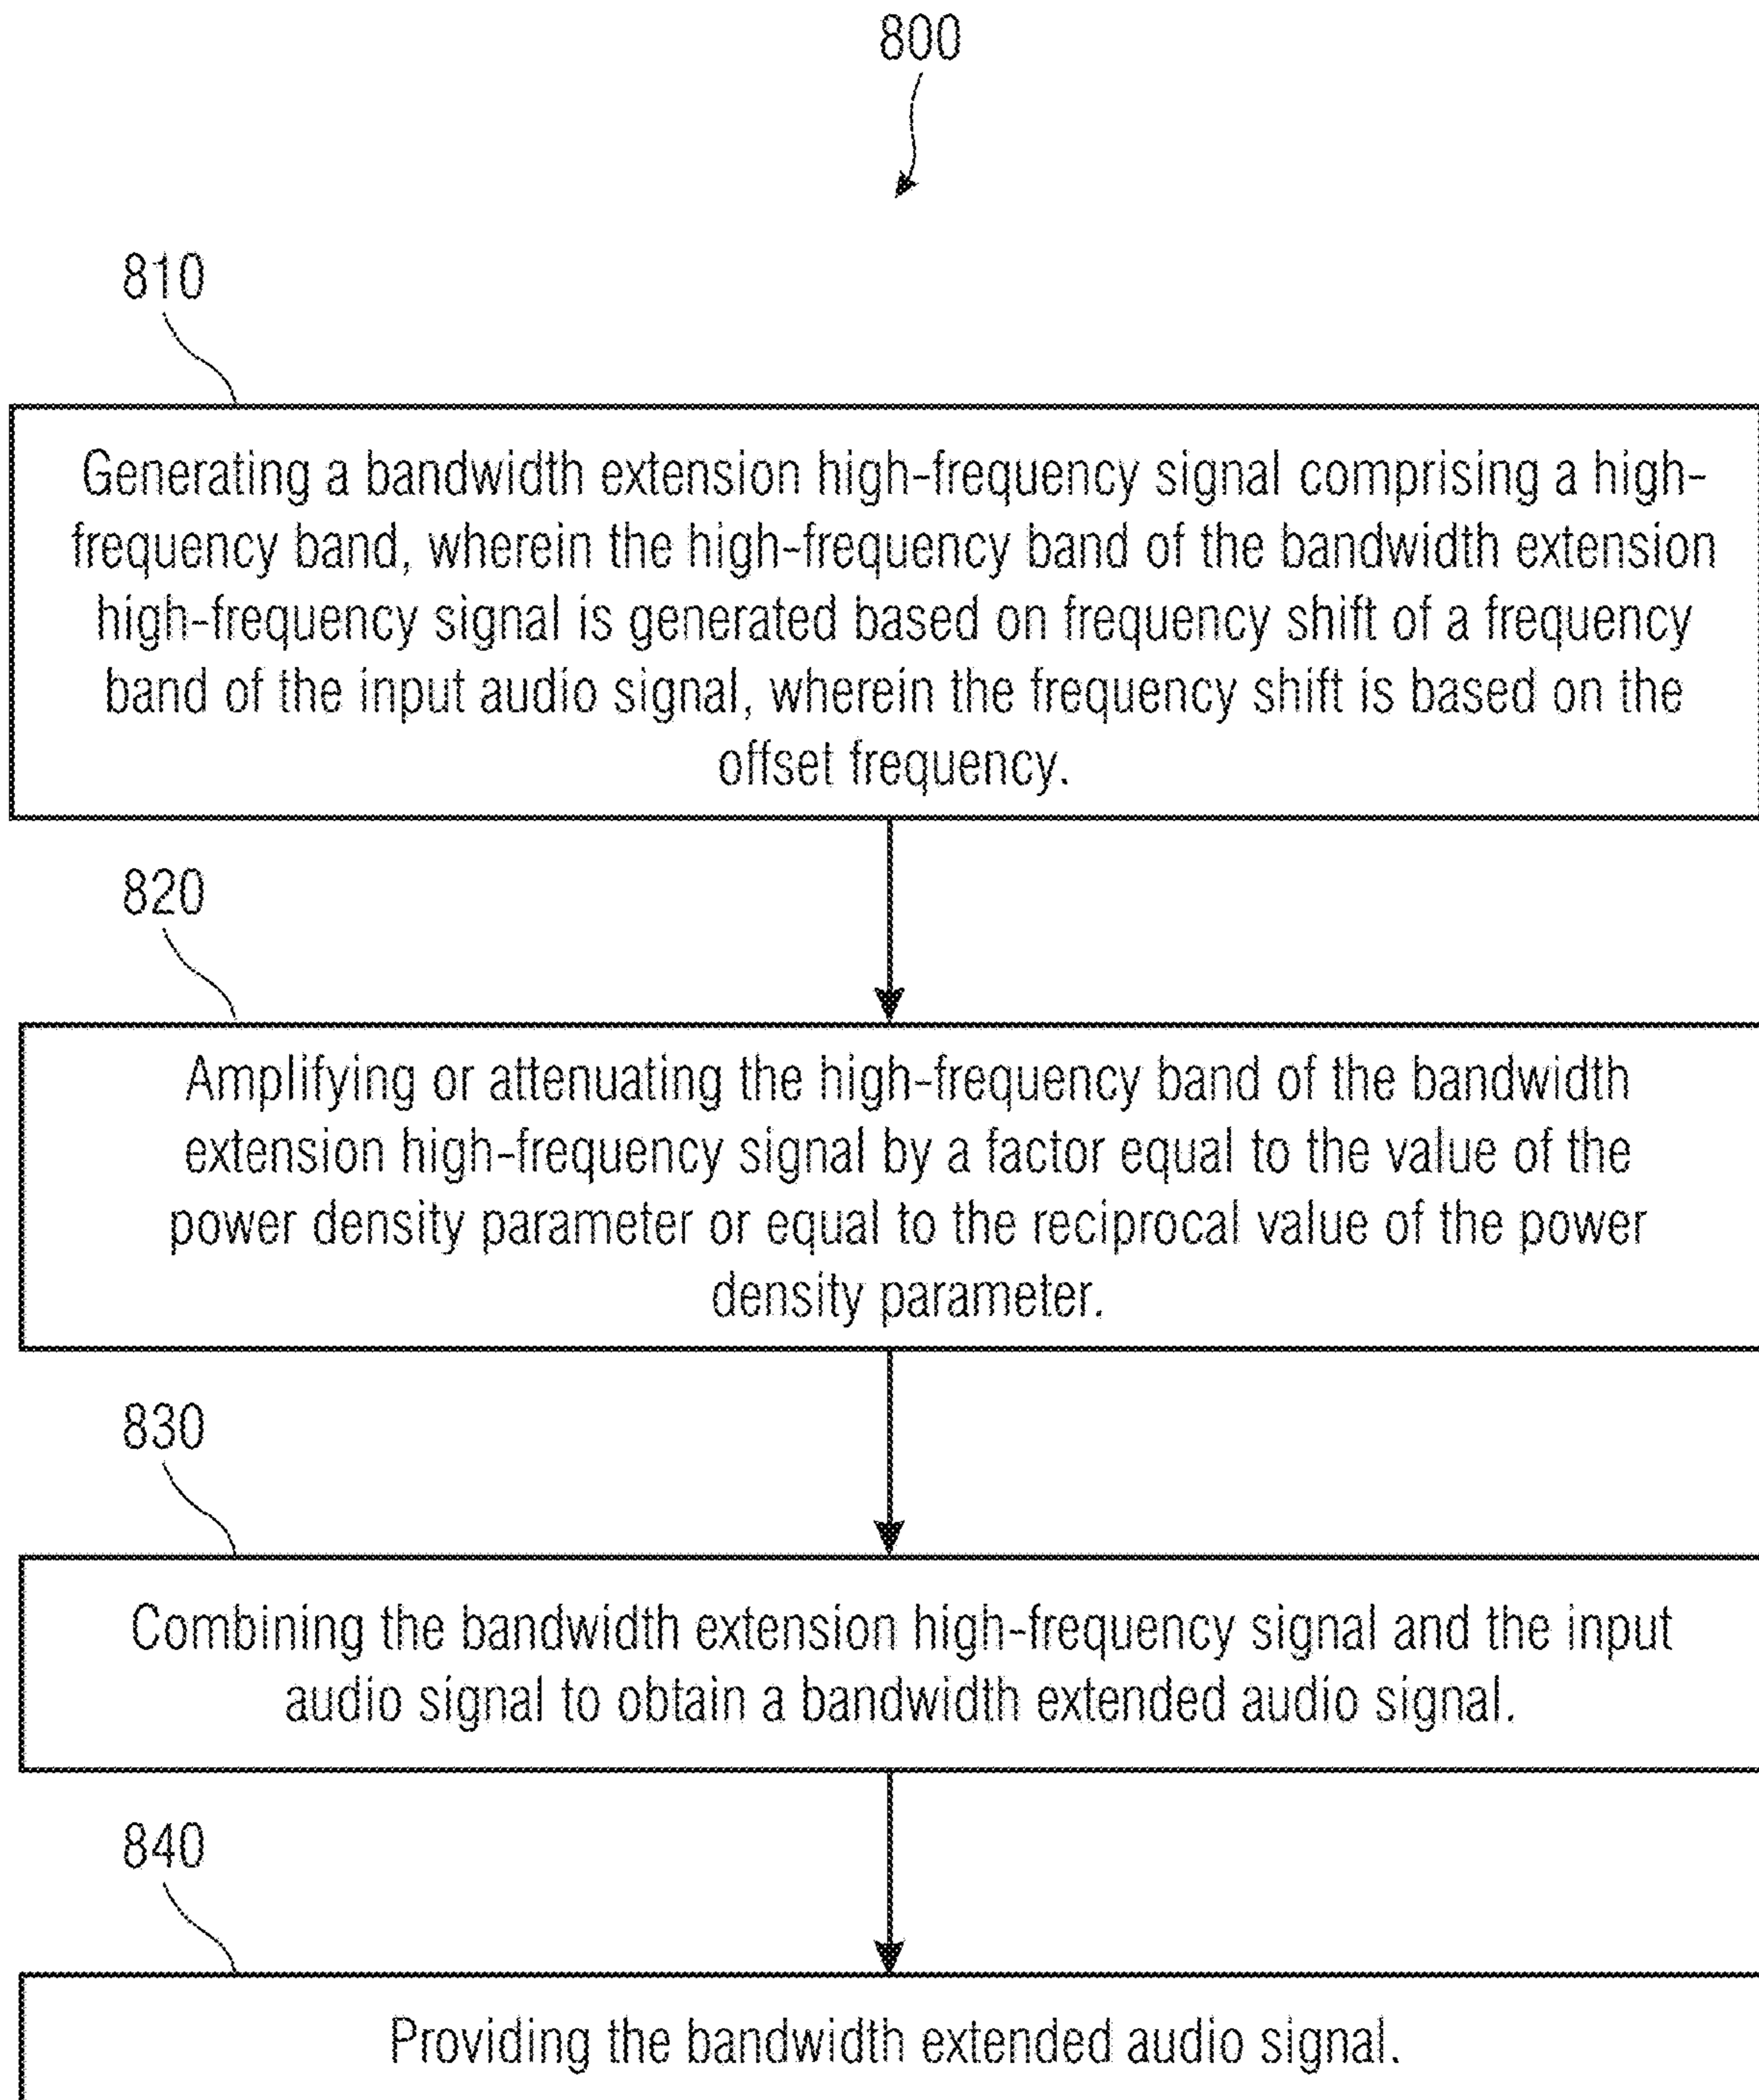 800
810
Generating a bandwidth extension high-frequency signal comprising a high-
frequency band, wherein the high-frequency band of the bandwidth extension
high-frequency signal is generated based on frequency shift of a frequency
band of the input audio signal, wherein the frequency shift is based on the
offset frequency.
820
Amplifying or attenuating the high-frequency band of the bandwidth
extension high-frequency signal by a factor equal to the value of the
power density parameter or equal to the reciprocal value of the power
density parameter.
830
Combining the bandwidth extension high-frequency signal and the input
audio signal to obtain a bandwidth extended audio signal.
840
Providing the bandwidth extended audio signal.